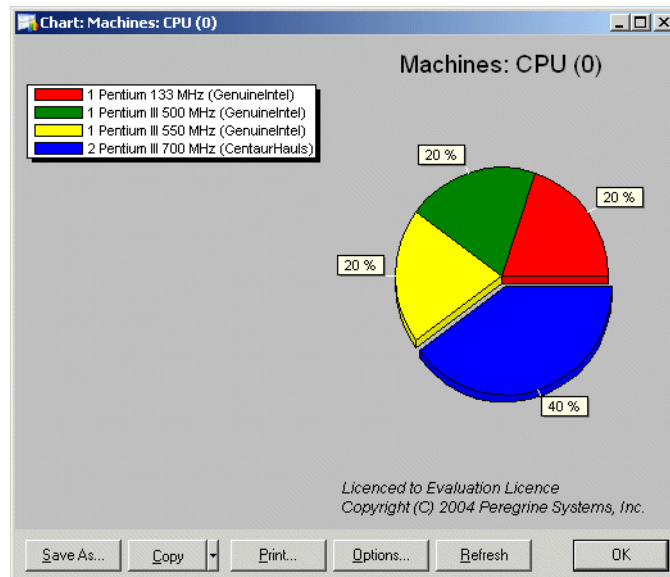 Chart: Machines: CPU (0)
Machines: CPU (0)
1 Pentium 133 MHz (GenuineIntel)
1 Pentium III 500 MHz (GenuineIntel)
1 Pentium III 550 MHz (GenuineIntel)
2 Pentium III 700 MHz (CentaurHauls)
20 %
20 %
20 %
40 %
Licenced to Evaluation Licence
Copyright (C) 2004 Peregrine Systems, Inc.
Save As... Copy Print... Options... Refresh OK